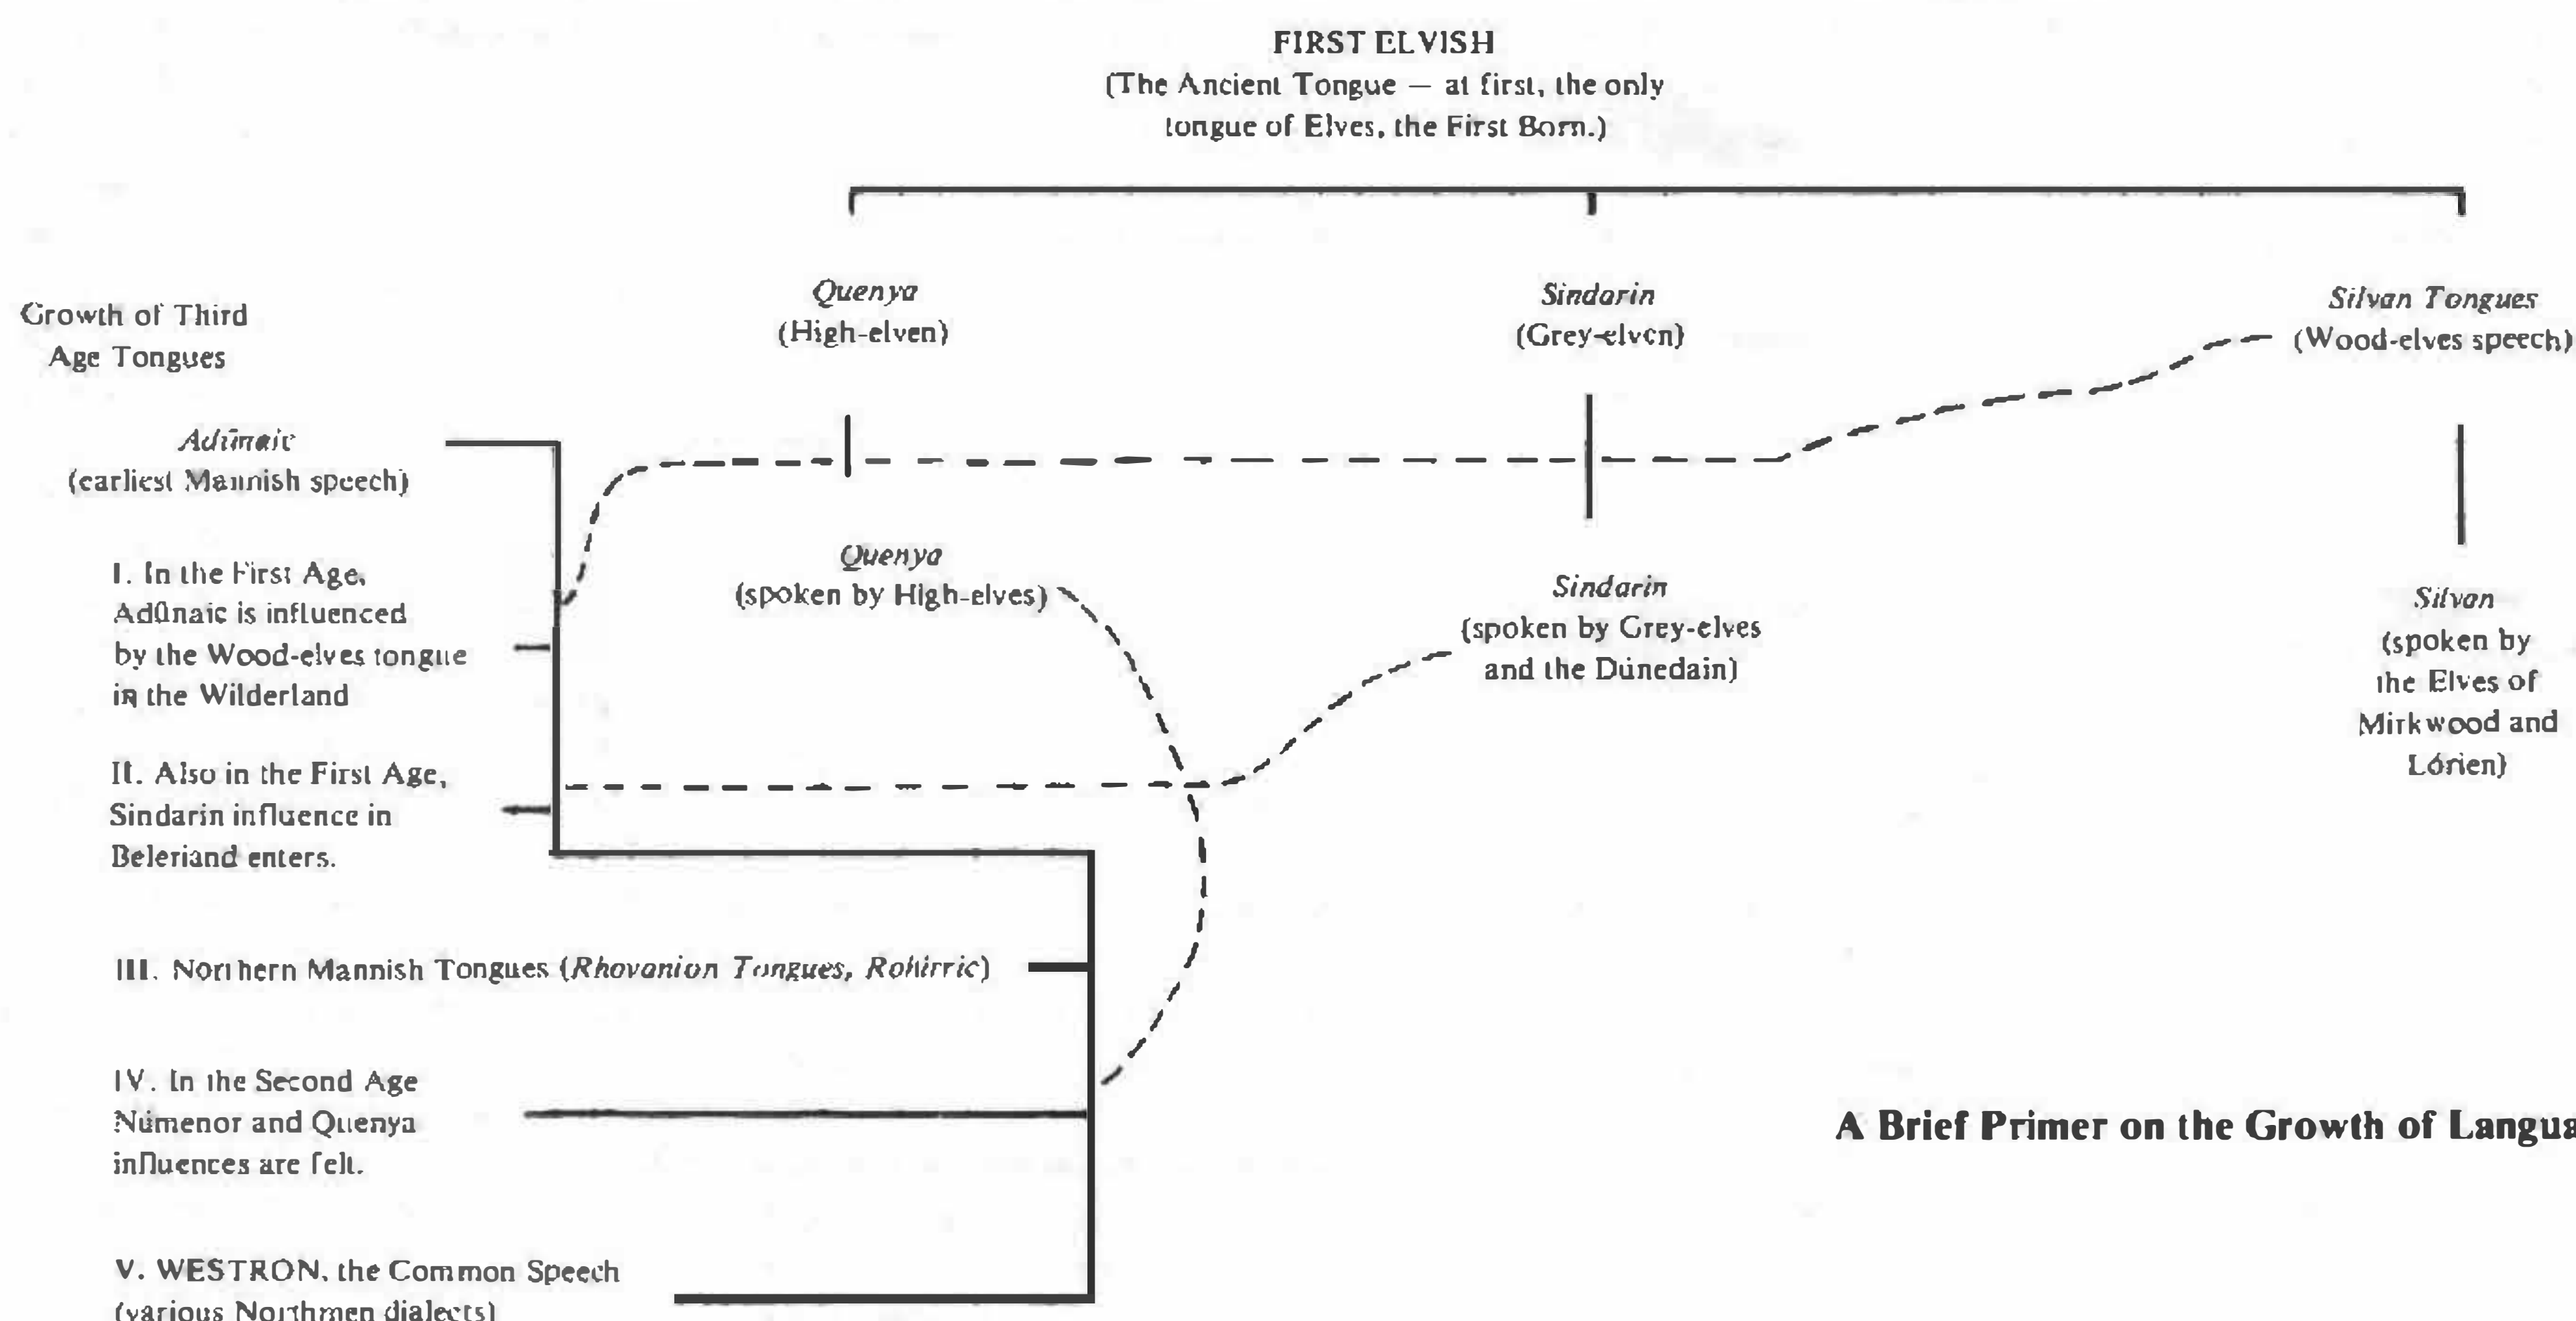 FIRST ELVISH
(The Ancient Tongue — at first, the only
tongue of Elves, the First Born.)
Quenya
(High-elven)
Sindarin
(Grey-elven)
Silvan Tongues
(Wood-elves speech)
Growth of Third
Age Tongues
Adûnaic
(earliest Mannish speech)
I. In the First Age,
Adûnaic is influenced
by the Wood-elves tongue
in the Wilderland
Quenya
(spoken by High-elves)
Sindarin
(spoken by Grey-elves
and the Dúnedain)
Silvan
(spoken by
the Elves of
Mirkwood and
Lórien)
II. Also in the First Age,
Sindarin influence in
Beleriand enters.
III. Northern Mannish Tongues (Rhovanion Tongues, Rohirric)
IV. In the Second Age
Númenor and Quenya
influences are felt.
A Brief Primer on the Growth of Langua
V. WESTRON, the Common Speech
(various Northmen dialects)